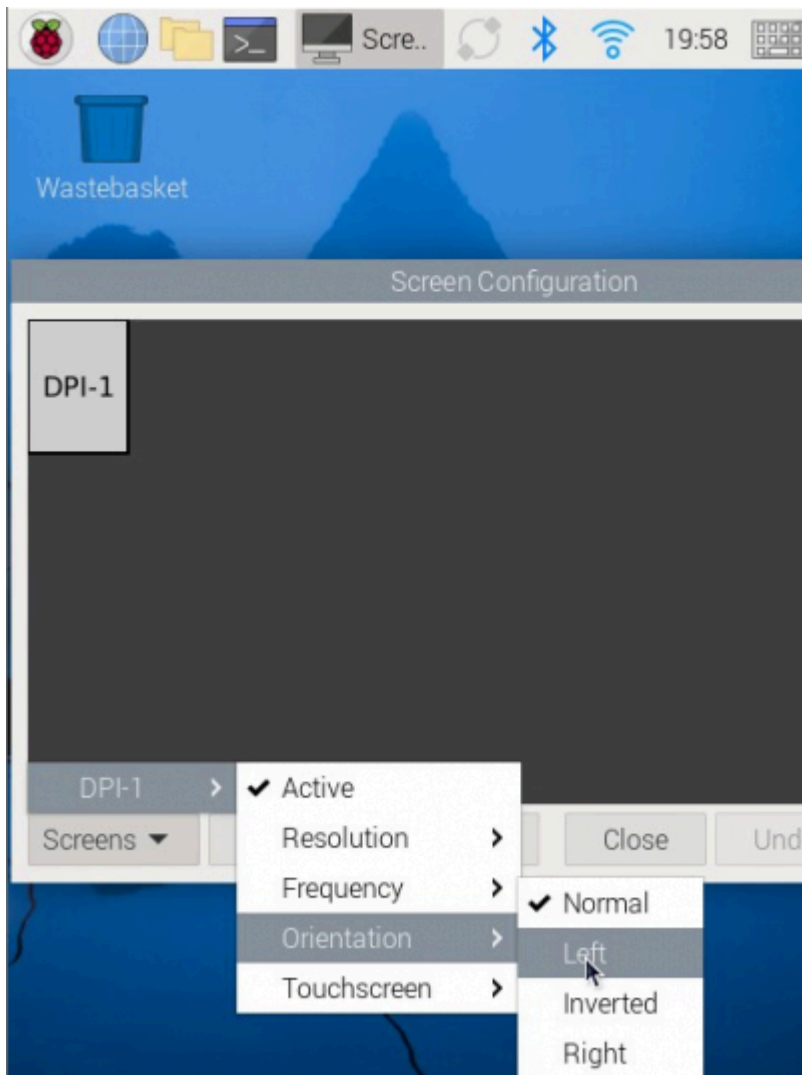 Scre..
19:58
Wastebasket
Screen Configuration
DPI-1
DPI-1
Active
Screens
Resolution
Close
Und
Frequency
Normal
Orientation
Left
Touchscreen
Inverted
Right